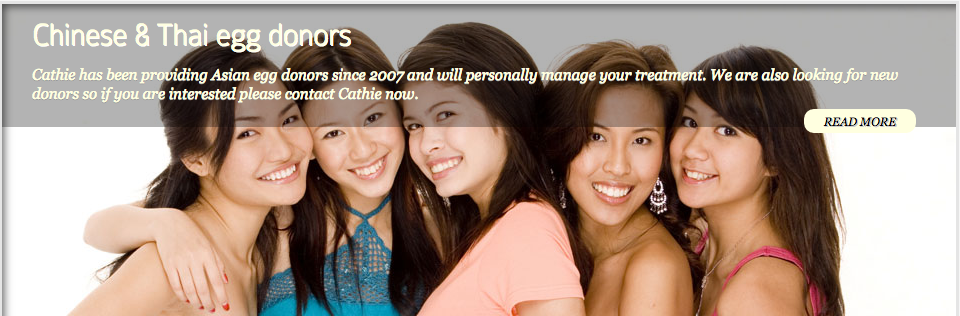 Chinese & Thai egg donors
Cathie has been providing Asian egg donors since 2007 and will personally manage your treatment. We are also looking for new
donors so if you are interested please contact Cathie now.
READ MORE